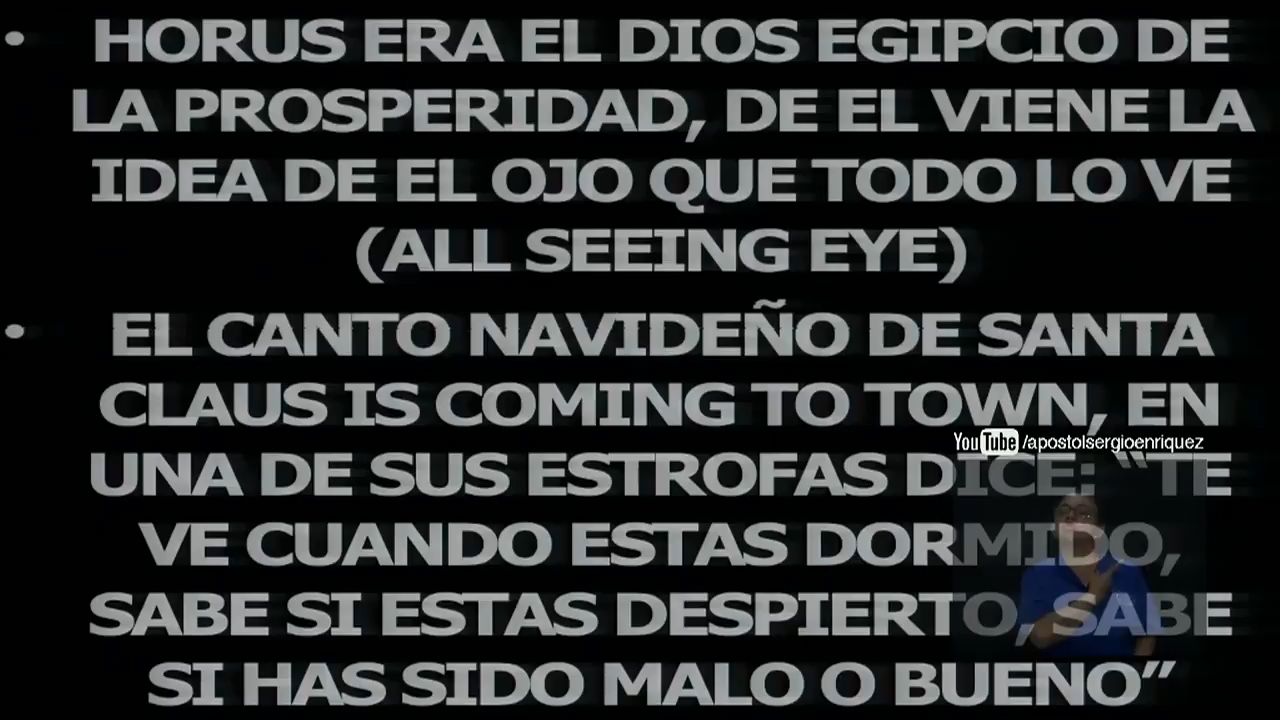 • HORUS ERA EL DIOS EGIPCIO DE
LA PROSPERIDAD, DE EL VIENE LA
IDEA DE EL OJO QUE TODO LO VE
(ALL SEEING EYE)
• EL CANTO NAVIDEÑO DE SANTA
CLAUS IS COMING TO TOWN, EN
UNA DE SUS ESTROFAS DICE: “TE
VE CUANDO ESTAS DORMIDO,
SABE SI ESTAS DESPIERTO, SABE
SI HAS SIDO MALO O BUENO”
YouTube /apostolsergioenriquez